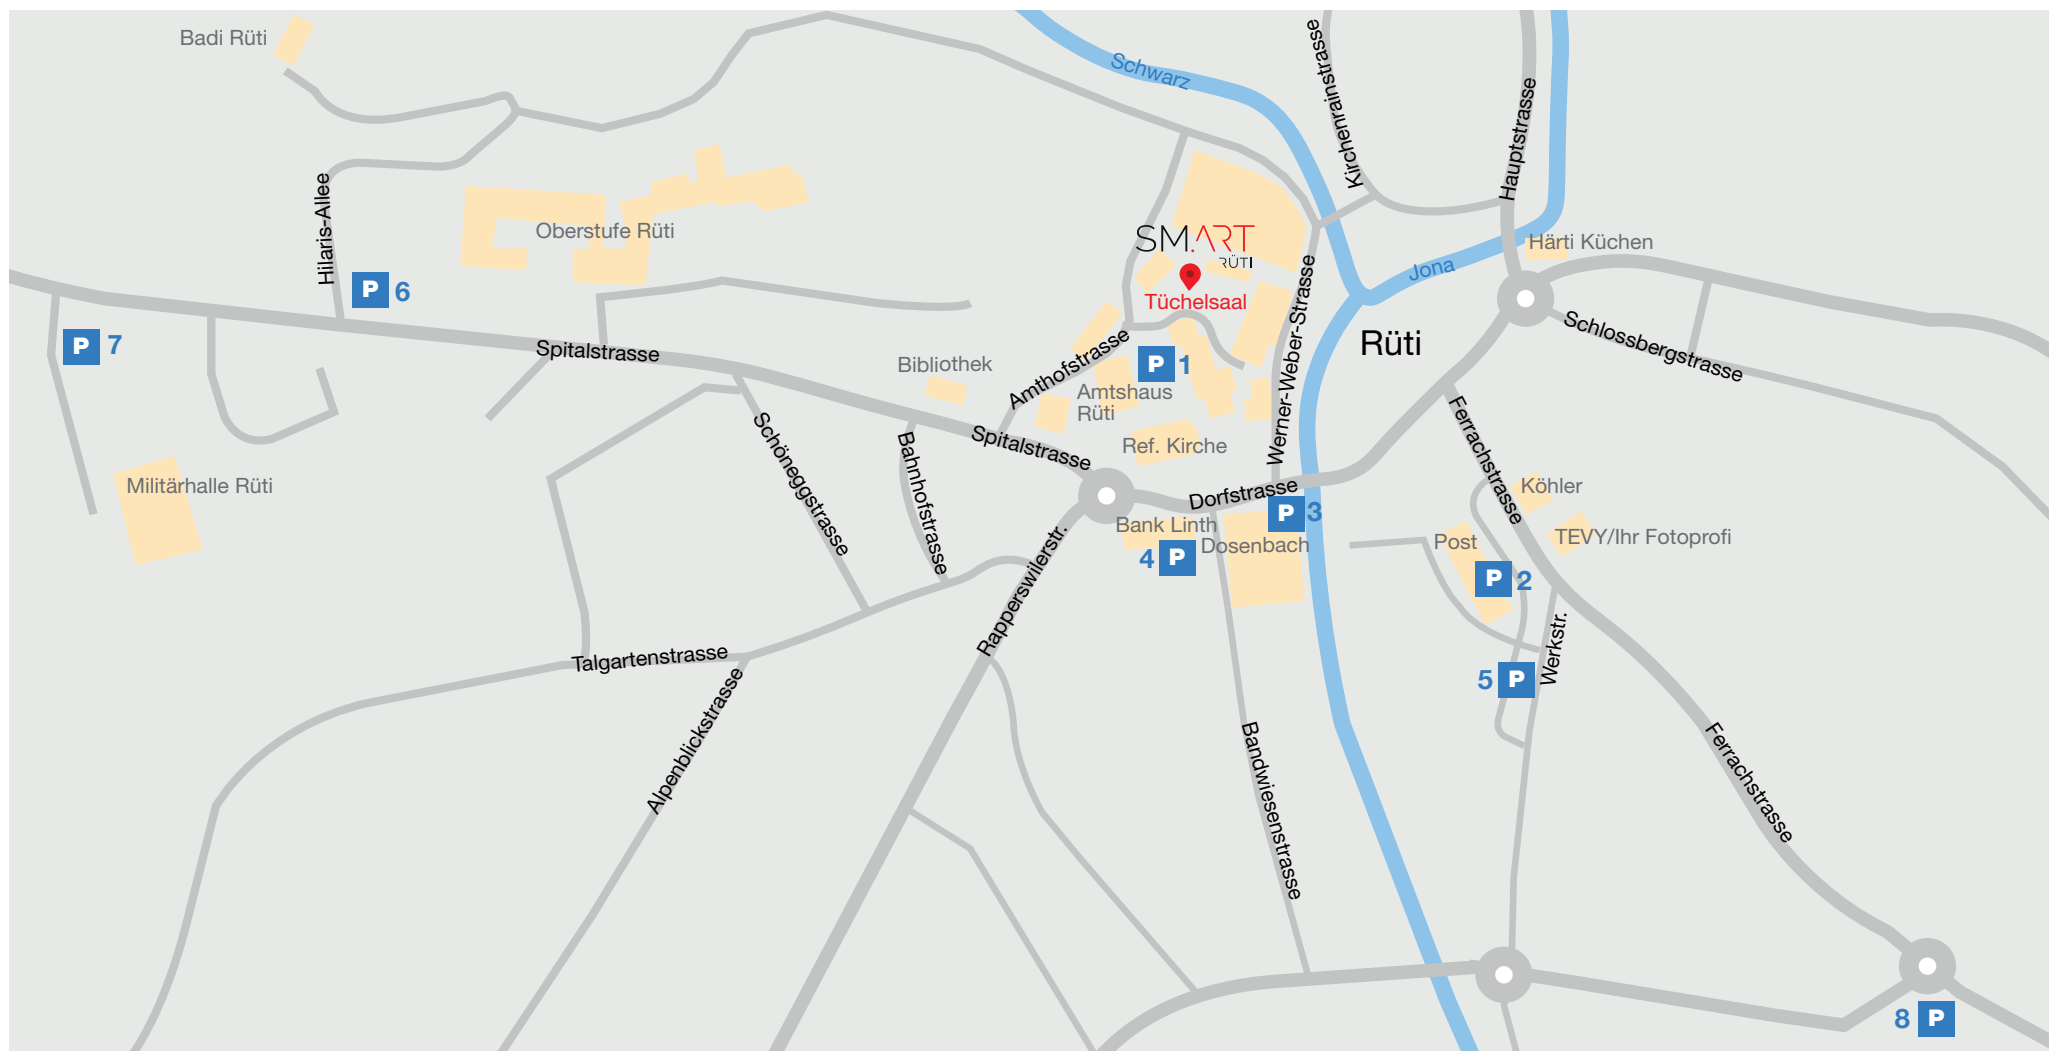 Badi Rüti
Schwarz
Kirchenrainstrasse
Hauptstrasse
Hilaris-Allee
Oberstufe Rüti
SM.ART
RÜTI
Tüchelsaal
Härti Küchen
Jona
P 6
P 7
Spitalstrasse
Bibliothek
Amthofstrasse
P 1
Amtshaus
Rüti
Werner-Weber-Strasse
Rüti
Schlossbergstrasse
Ferrachstrasse
Schöneggstrasse
Bahnhofstrasse
Spitalstrasse
Ref. Kirche
Militärhalle Rüti
Dorfstrasse
P 3
Köhler
Bank Linth
4 P
Dosenbach
Post
TEVY/Ihr Fotoprofi
P 2
Rapperswilerstr.
Talgartenstrasse
Alpenblickstrasse
Werkstr.
5 P
Bandwiesenstrasse
Ferrachstrasse
8 P